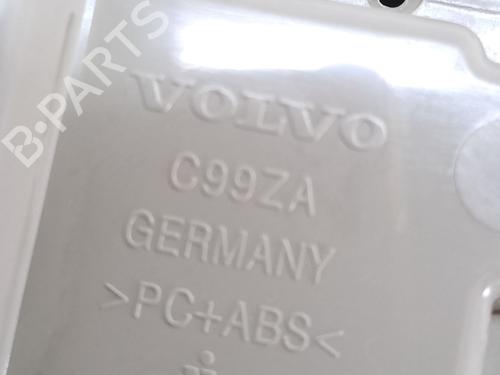 B-PARTS
VOLVO
C99ZA
GERMANY
>PC+ABS<